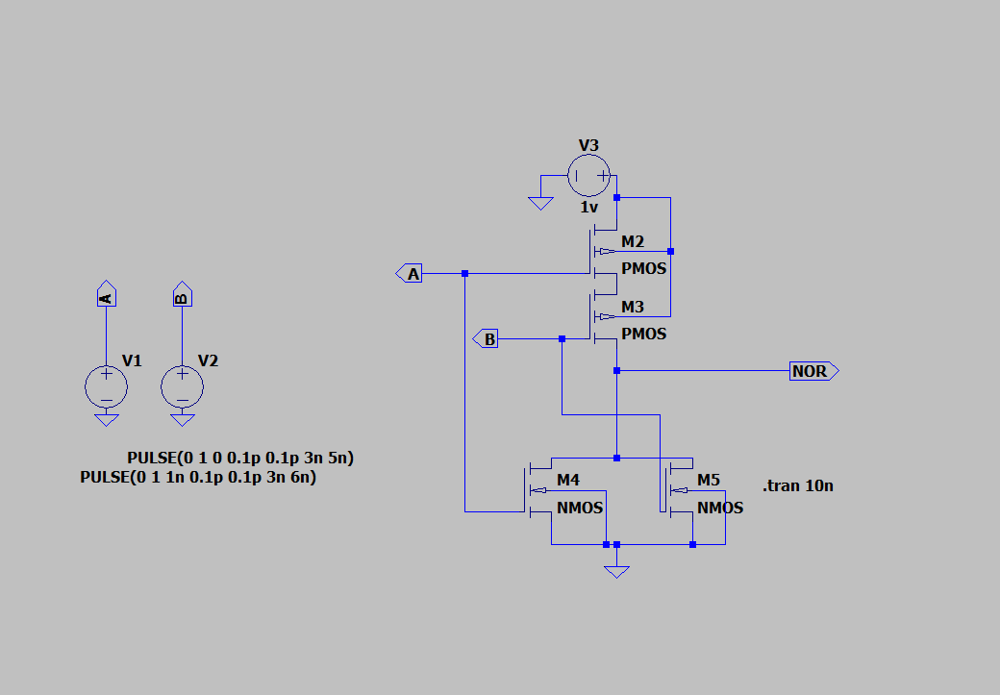 V3
1v
M2
PMOS
A
M3
PMOS
B
A
B
V1
V2
NOR
PULSE(0 1 0 0.1p 0.1p 3n 5n)
PULSE(0 1 1n 0.1p 0.1p 3n 6n)
M4
NMOS
M5
NMOS
.tran 10n